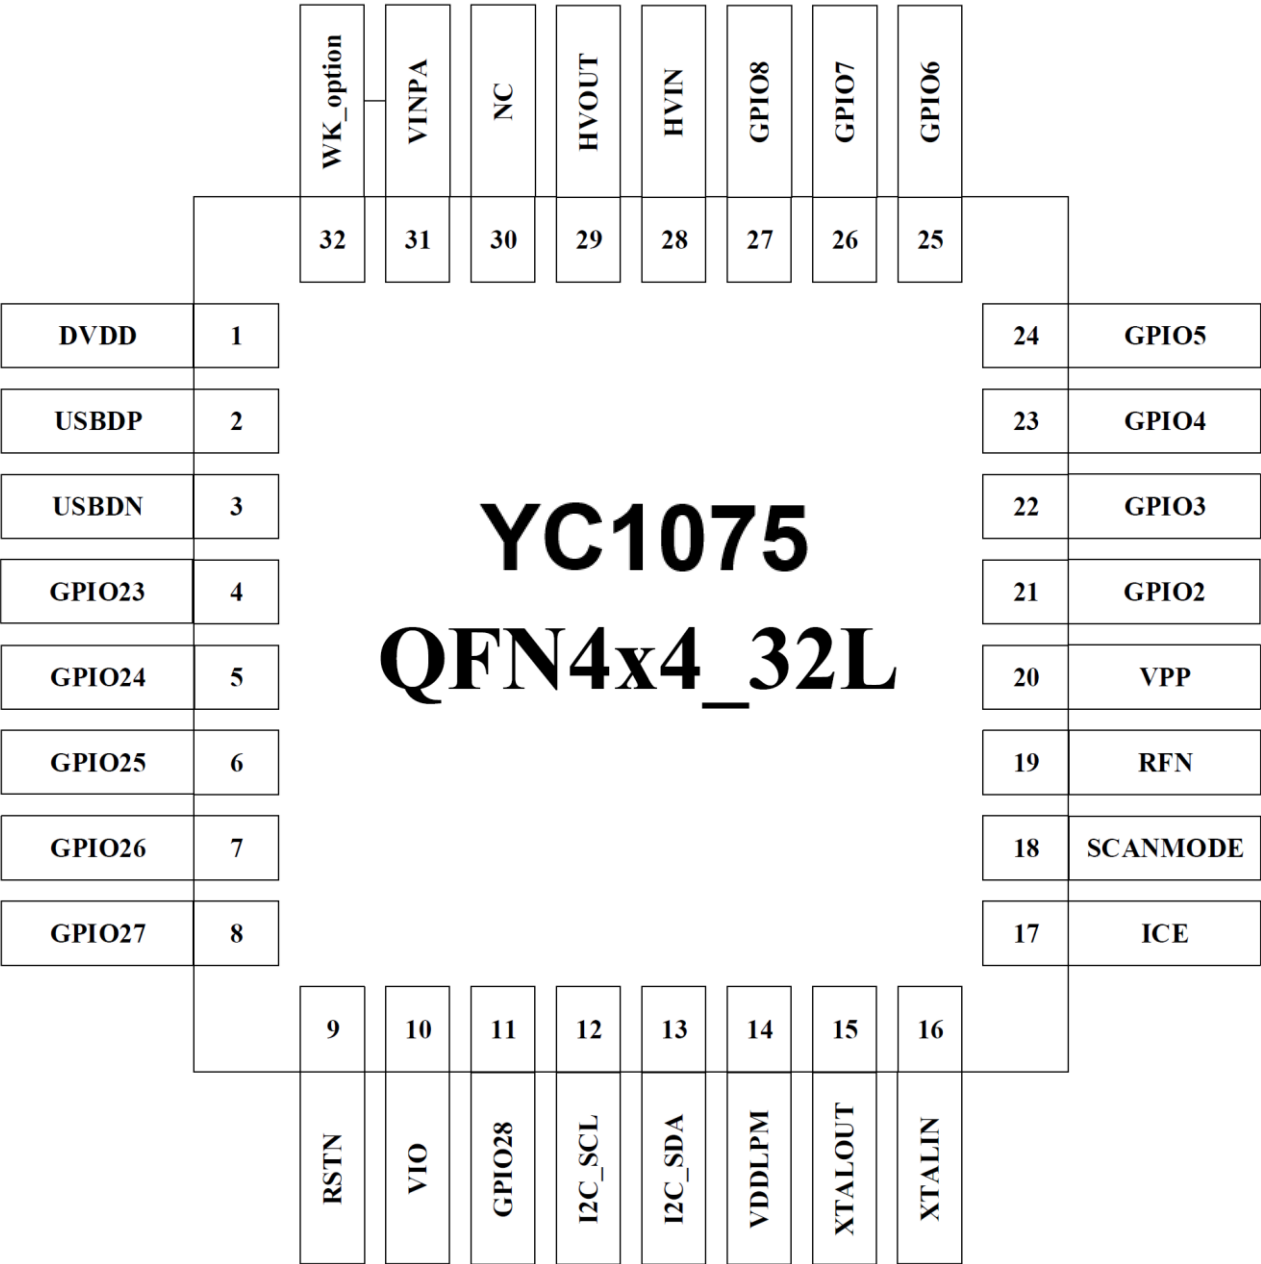 WK_option VINPA NC HVOUT HVIN GPIO8 GPIO7 GPIO6
32 31 30 29 28 27 26 25
DVDD 1
USBDP 2
USBDN 3
GPIO23 4
GPIO24 5
GPIO25 6
GPIO26 7
GPIO27 8
YC1075
QFN4x4_32L
24 GPIO5
23 GPIO4
22 GPIO3
21 GPIO2
20 VPP
19 RFN
18 SCANMODE
17 ICE
9 10 11 12 13 14 15 16
RSTN VIO GPIO28 I2C_SCL I2C_SDA VDDLPM XTALOUT XTALIN